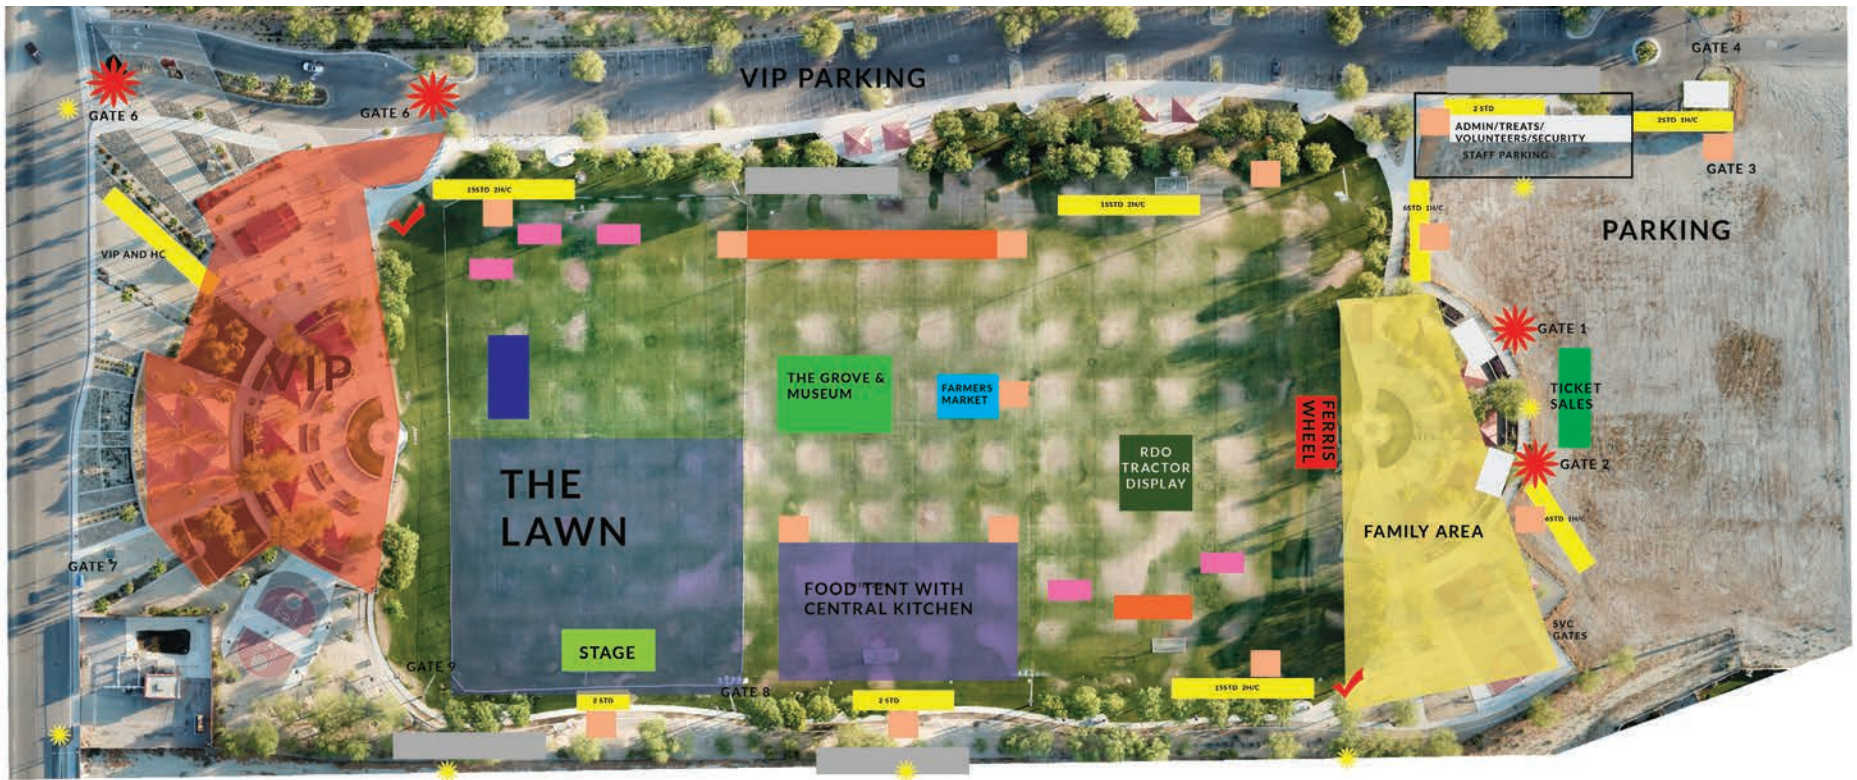 GATE 4
VIP PARKING
GATE 6
GATE 6
2 STD
ADMIN/TREATS/
VOLUNTEERS/SECURITY
STAFF PARKING
2STD 1H/C
GATE 3
15STD 2H/C
15STD 2H/C
6STD 1H/C
PARKING
VIP AND HC
GATE 1
VIP
THE GROVE &
MUSEUM
FARMERS
MARKET
FERRIS
WHEEL
TICKET
SALES
RDO
TRACTOR
DISPLAY
GATE 2
THE
LAWN
6STD 1H/C
FAMILY AREA
GATE 7
FOOD TENT WITH
CENTRAL KITCHEN
SVC
GATES
STAGE
GATE 9
GATE 8
2 STD
2 STD
15STD 2H/C